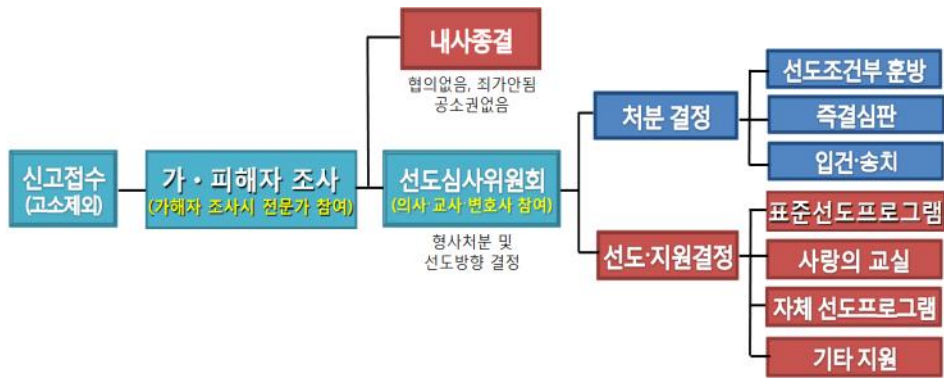 신고접수
(고소제외)
가·피해자 조사
(가해자 조사시 전문가 참여)
내사종결
협의없음, 죄가안됨
공소권없음
선도심사위원회
(의사·교사·변호사 참여)
형사처분 및
선도방향 결정
처분 결정
선도조건부 훈방
즉결심판
입건·송치
선도·지원결정
표준선도프로그램
사랑의 교실
자체 선도프로그램
기타 지원